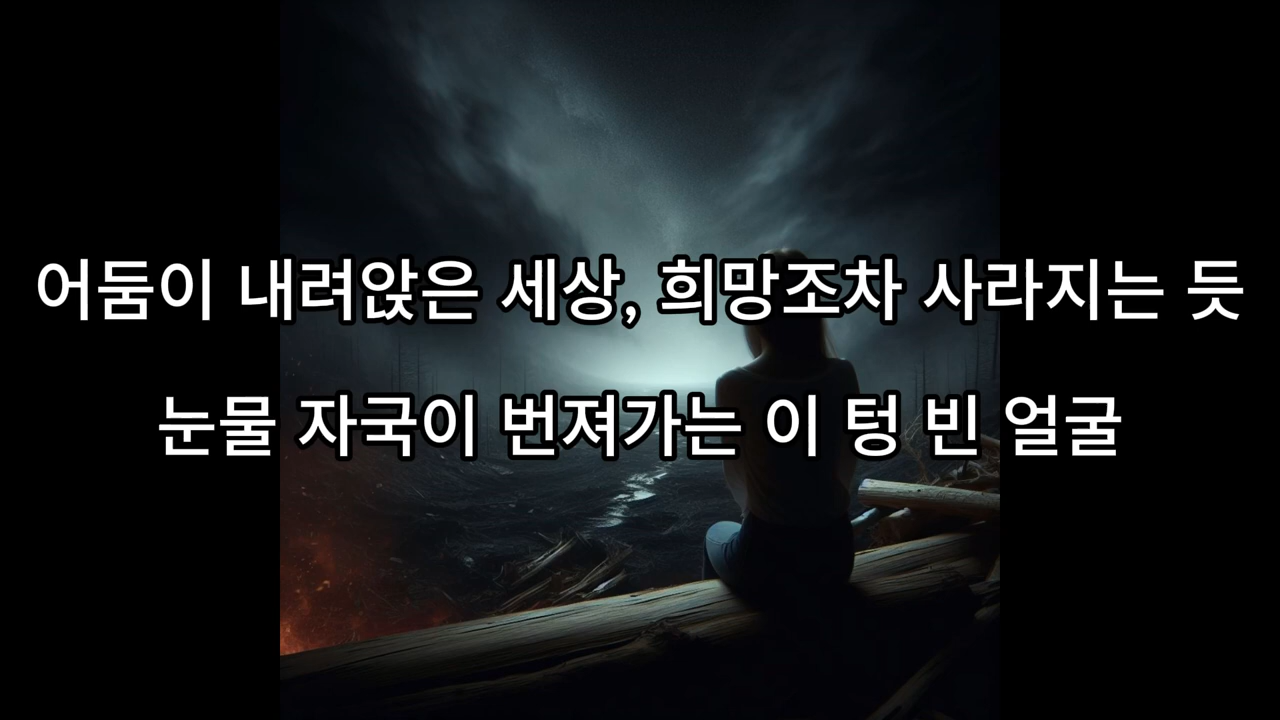 어둠이 내려앉은 세상, 희망조차 사라지는 듯
눈물 자국이 번져가는 이 텅 빈 얼굴